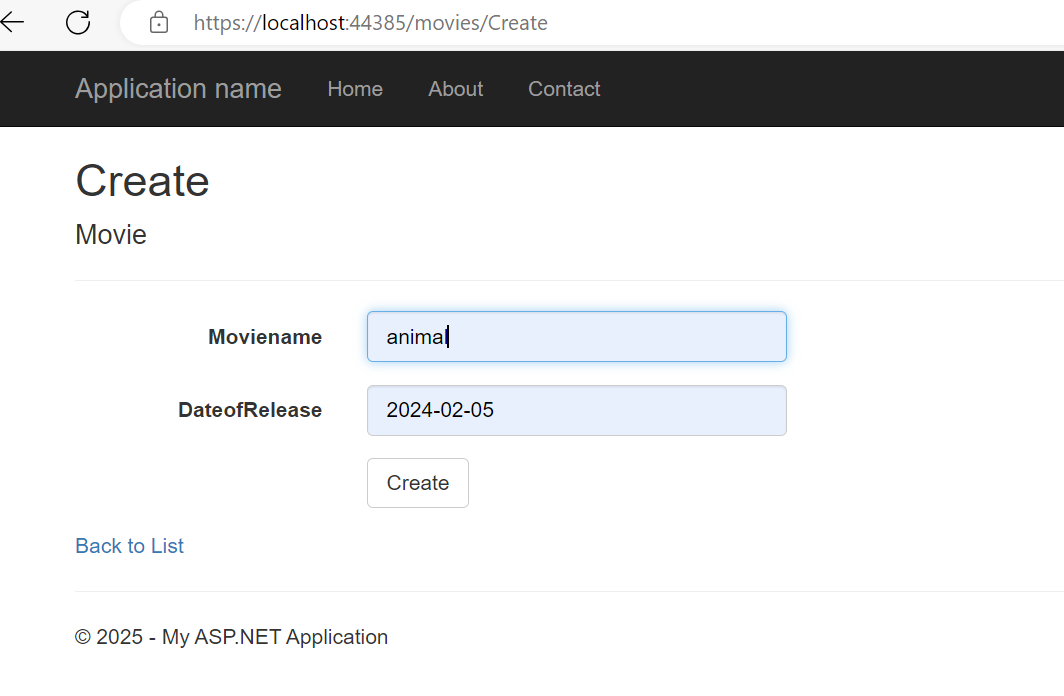 https://localhost:44385/movies/Create
Application name Home About Contact
Create
Movie
Moviename animal
DateofRelease 2024-02-05
Create
Back to List
© 2025 - My ASP.NET Application